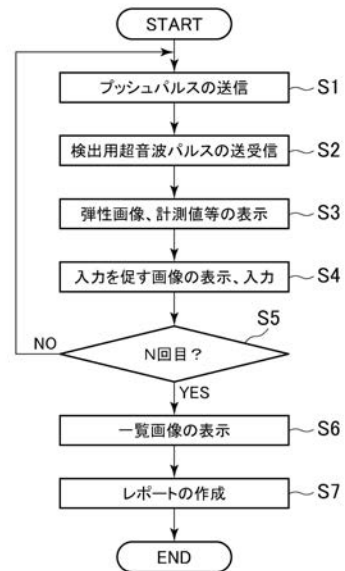 START
プッシュパルスの送信
S1
検出用超音波パルスの送受信
S2
弾性画像、計測値等の表示
S3
入力を促す画像の表示、入力
S4
S5
NO
N回目?
YES
一覧画像の表示
S6
レポートの作成
S7
END